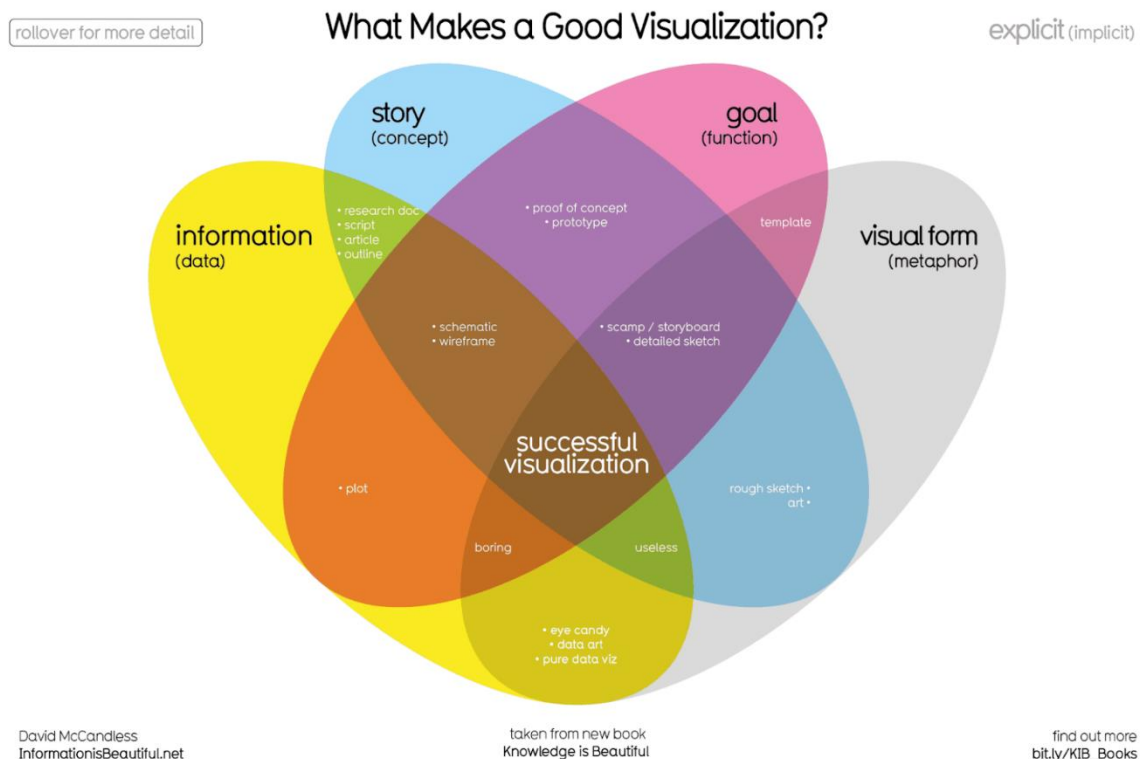 rollover for more detail
What Makes a Good Visualization?
explicit (implicit)
story
(concept)
goal
(function)
information
(data)
visual form
(metaphor)
• research doc
• script
• article
• outline
• proof of concept
• prototype
template
• schematic
• wireframe
• scamp / storyboard
• detailed sketch
successful
visualization
• plot
rough sketch •
art •
boring
useless
• eye candy
• data art
• pure data viz
David McCandless
InformationisBeautiful.net
taken from new book
Knowledge is Beautiful
find out more
bit.ly/KIB_Books